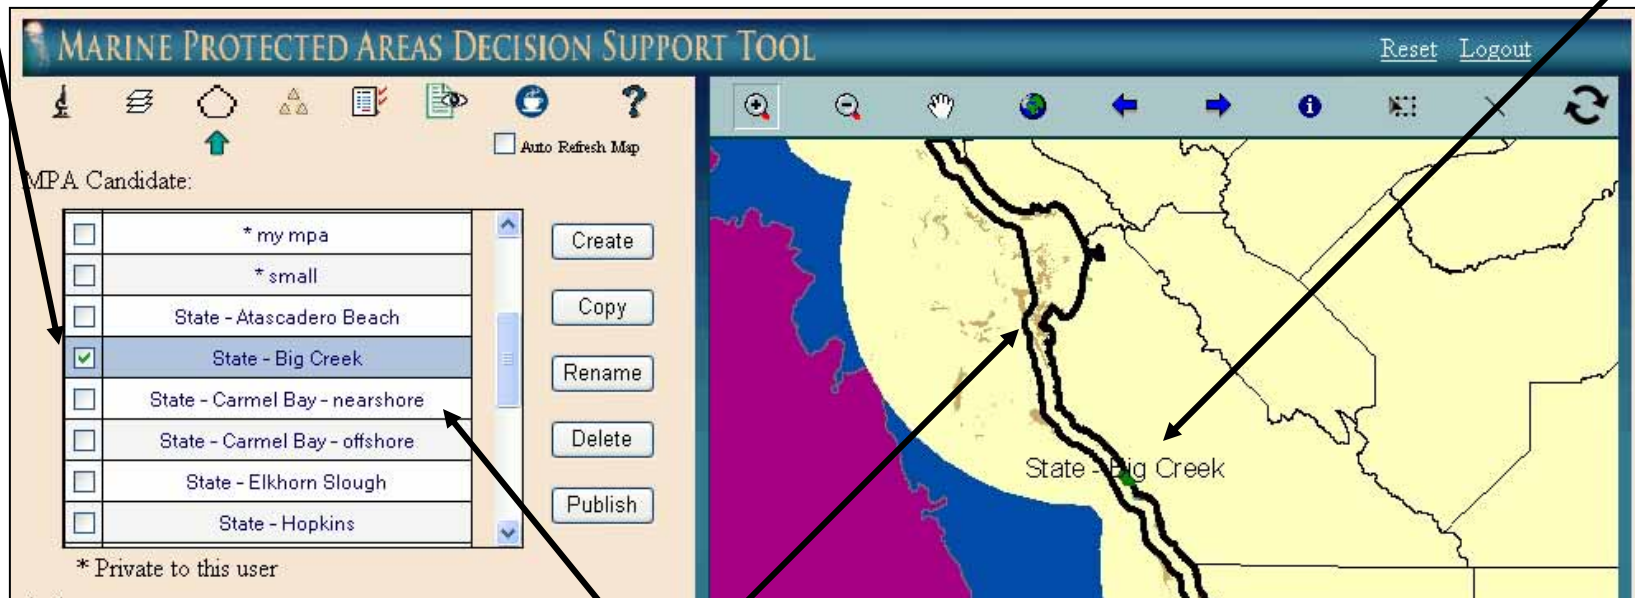 MARINE PROTECTED AREAS DECISION SUPPORT TOOL
Reset Logout
?
Auto Refresh Map
MPA Candidate:
* my mpa
* small
State - Atascadero Beach
State - Big Creek
State - Carmel Bay - nearshore
State - Carmel Bay - offshore
State - Elkhorn Slough
State - Hopkins
Create
Copy
Rename
Delete
Publish
* Private to this user
State - Big Creek